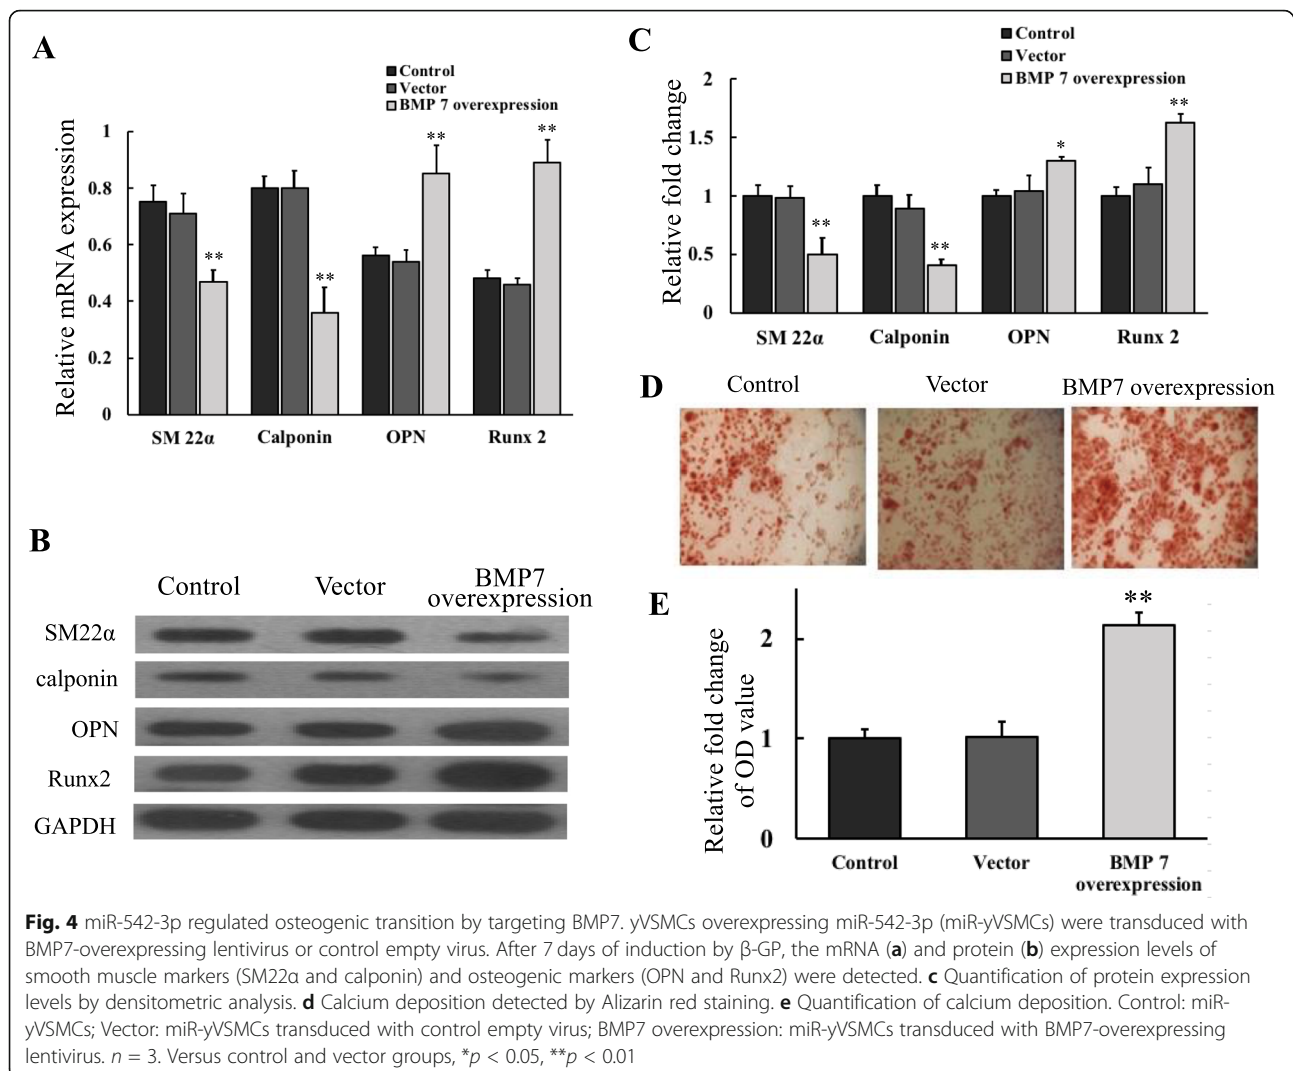 A
Control
Vector
BMP 7 overexpression
Relative mRNA expression
1
0.8
0.6
0.4
0.2
0
**
**
**
**
SM 22α Calponin OPN Runx 2
C
Control
Vector
BMP 7 overexpression
Relative fold change
2
1.5
1
0.5
0
**
**
*
**
SM 22α Calponin OPN Runx 2
D
Control Vector BMP7 overexpression
B
Control Vector BMP7
overexpression
SM22α
calponin
OPN
Runx2
GAPDH
E
Relative fold change
of OD value
2
1
0
**
Control Vector BMP 7
overexpression
Fig. 4 miR-542-3p regulated osteogenic transition by targeting BMP7. yVSMCs overexpressing miR-542-3p (miR-yVSMCs) were transduced with
BMP7-overexpressing lentivirus or control empty virus. After 7 days of induction by β-GP, the mRNA (a) and protein (b) expression levels of
smooth muscle markers (SM22α and calponin) and osteogenic markers (OPN and Runx2) were detected. c Quantification of protein expression
levels by densitometric analysis. d Calcium deposition detected by Alizarin red staining. e Quantification of calcium deposition. Control: miR-
yVSMCs; Vector: miR-yVSMCs transduced with control empty virus; BMP7 overexpression: miR-yVSMCs transduced with BMP7-overexpressing
lentivirus. n = 3. Versus control and vector groups, *p < 0.05, **p < 0.01